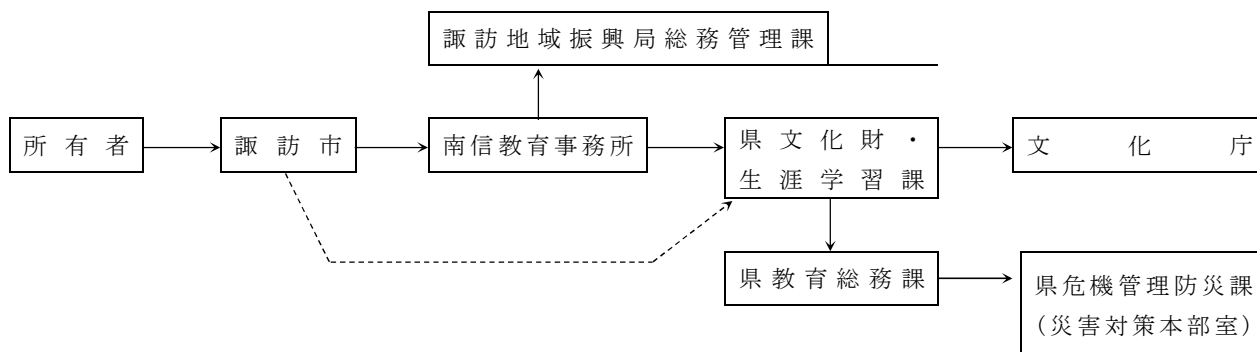 諏訪地域振興局総務管理課
所有者
諏訪市
南信教育事務所
県文化財・
生涯学習課
文化庁
県教育総務課
県危機管理防災課
(災害対策本部室)